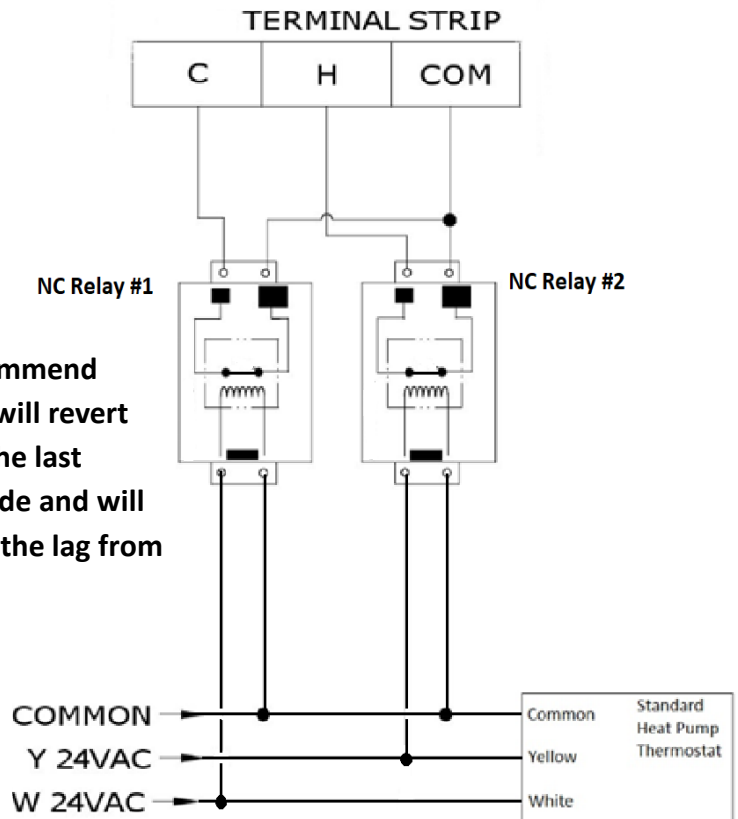 TERMINAL STRIP
C H COM
NC Relay #1
NC Relay #2
mmend
will revert
he last
de and will
the lag from
COMMON
Y 24VAC
W 24VAC
Common
Yellow
White
Standard
Heat Pump
Thermostat